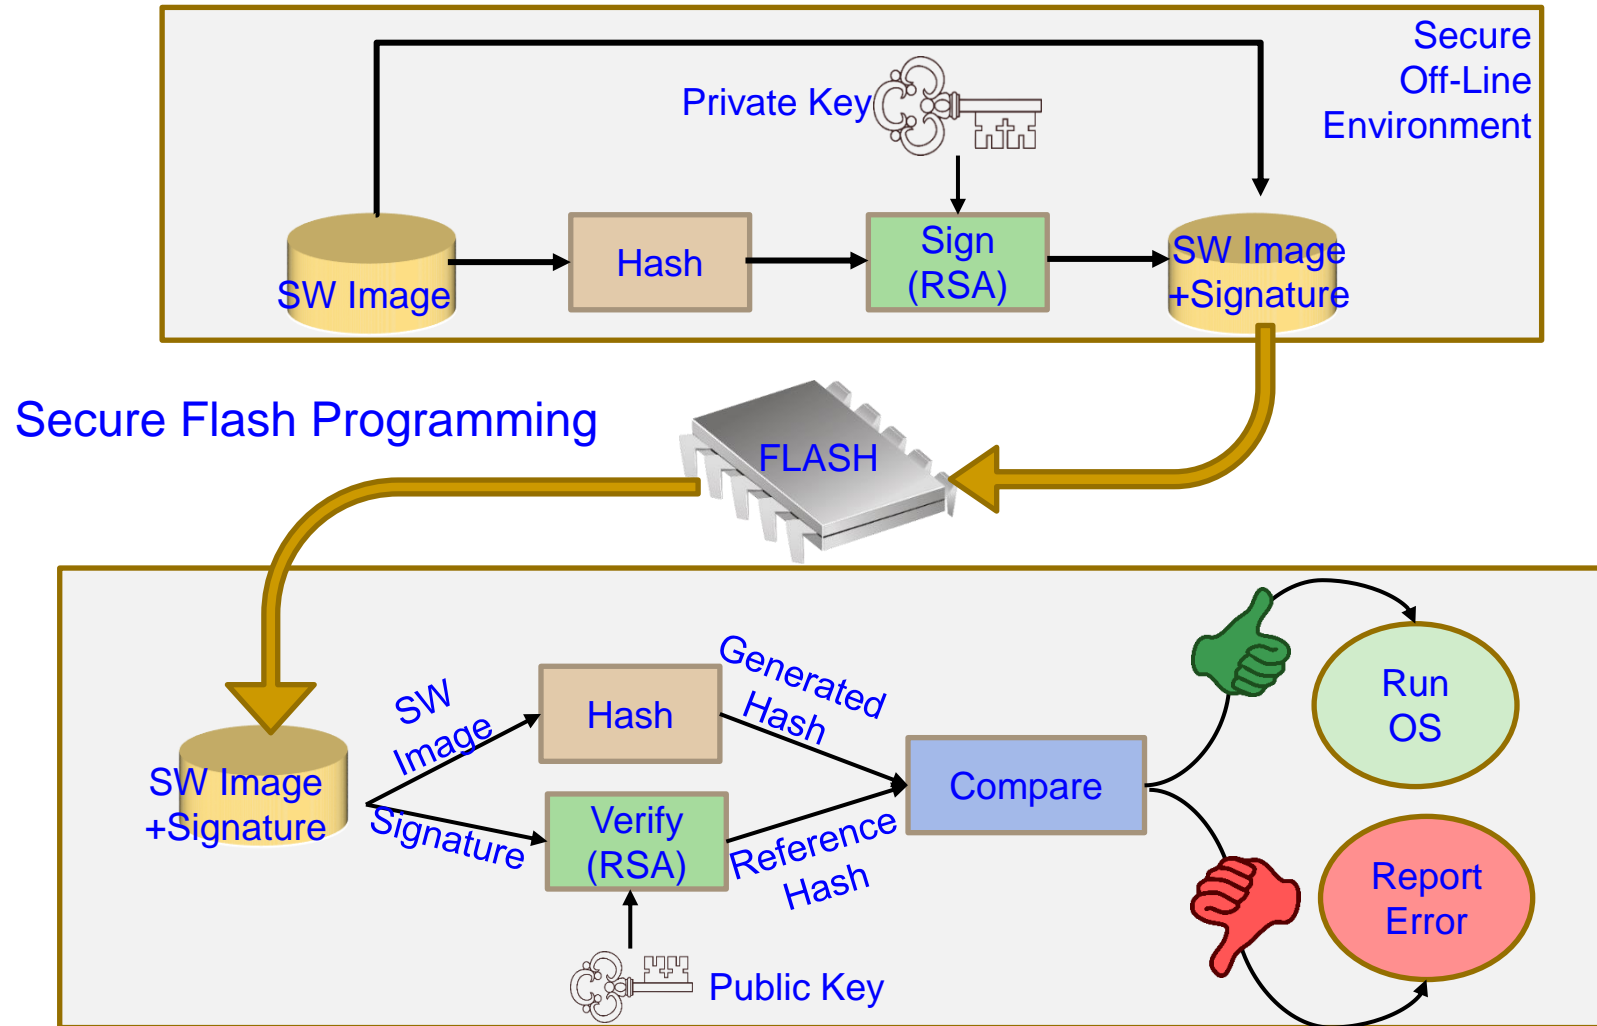 Secure
Off-Line
Environment
Private Key
SW Image
Hash
Sign
(RSA)
SW Image
+Signature
Secure Flash Programming
FLASH
SW Image
+Signature
SW
Image
Signature
Hash
Verify
(RSA)
Public Key
Generated
Hash
Reference
Hash
Compare
Run
OS
Report
Error